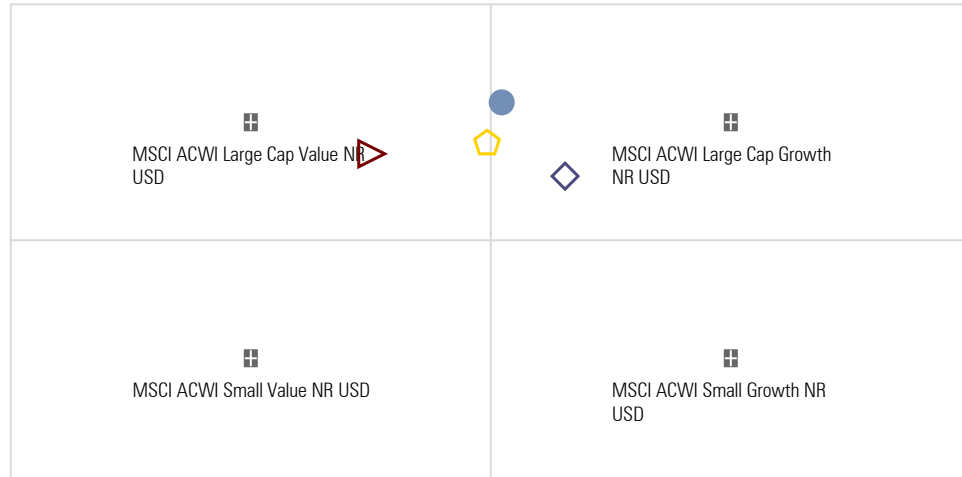 MSCI ACWI Large Cap Value NR
USD
MSCI ACWI Large Cap Growth
NR USD
MSCI ACWI Small Value NR USD
MSCI ACWI Small Growth NR
USD